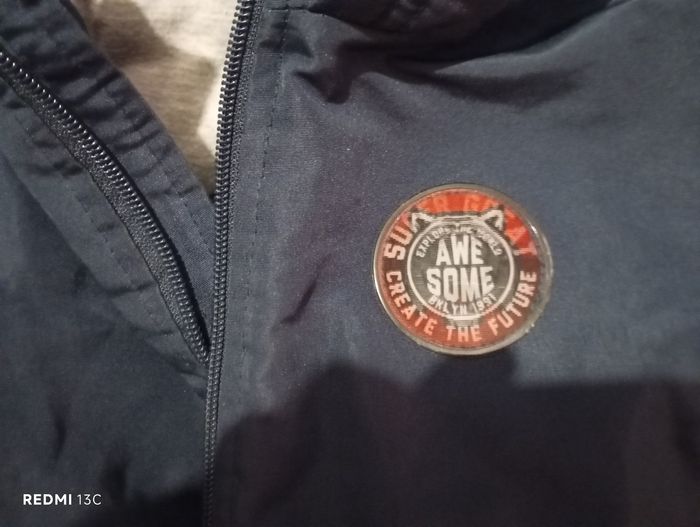 SUPER GREAT
EXPLORE THE WORLD
AWE
SOME
BKLYN 1991
CREATE THE FUTURE
REDMI 13C